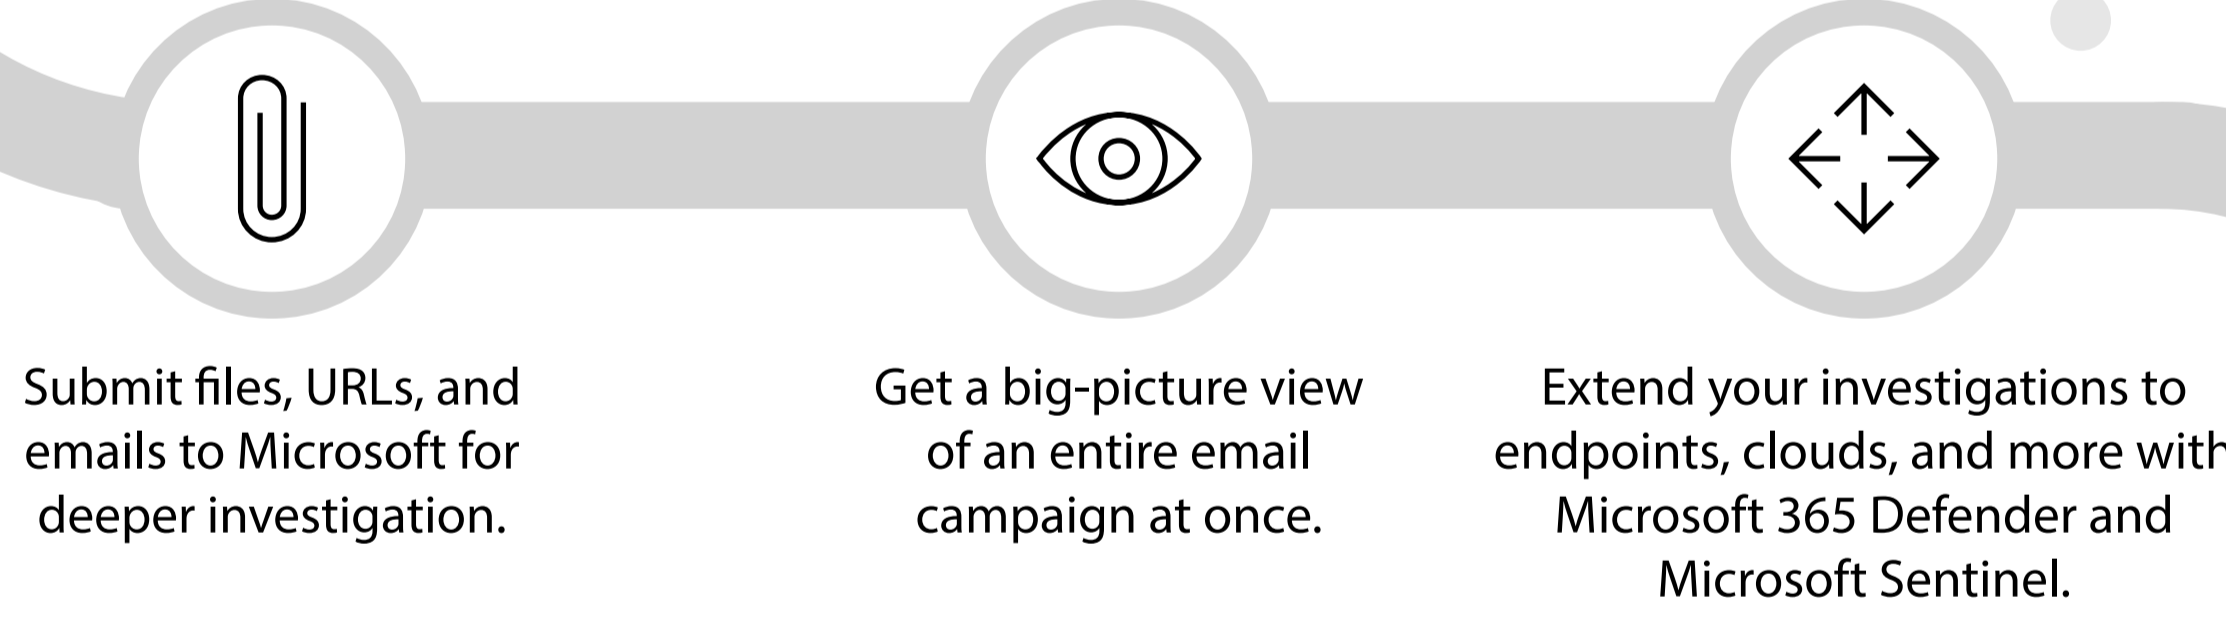 Submit files, URLs, and
emails to Microsoft for
deeper investigation.
Get a big-picture view
of an entire email
campaign at once.
Extend your investigations to
endpoints, clouds, and more with
Microsoft 365 Defender and
Microsoft Sentinel.